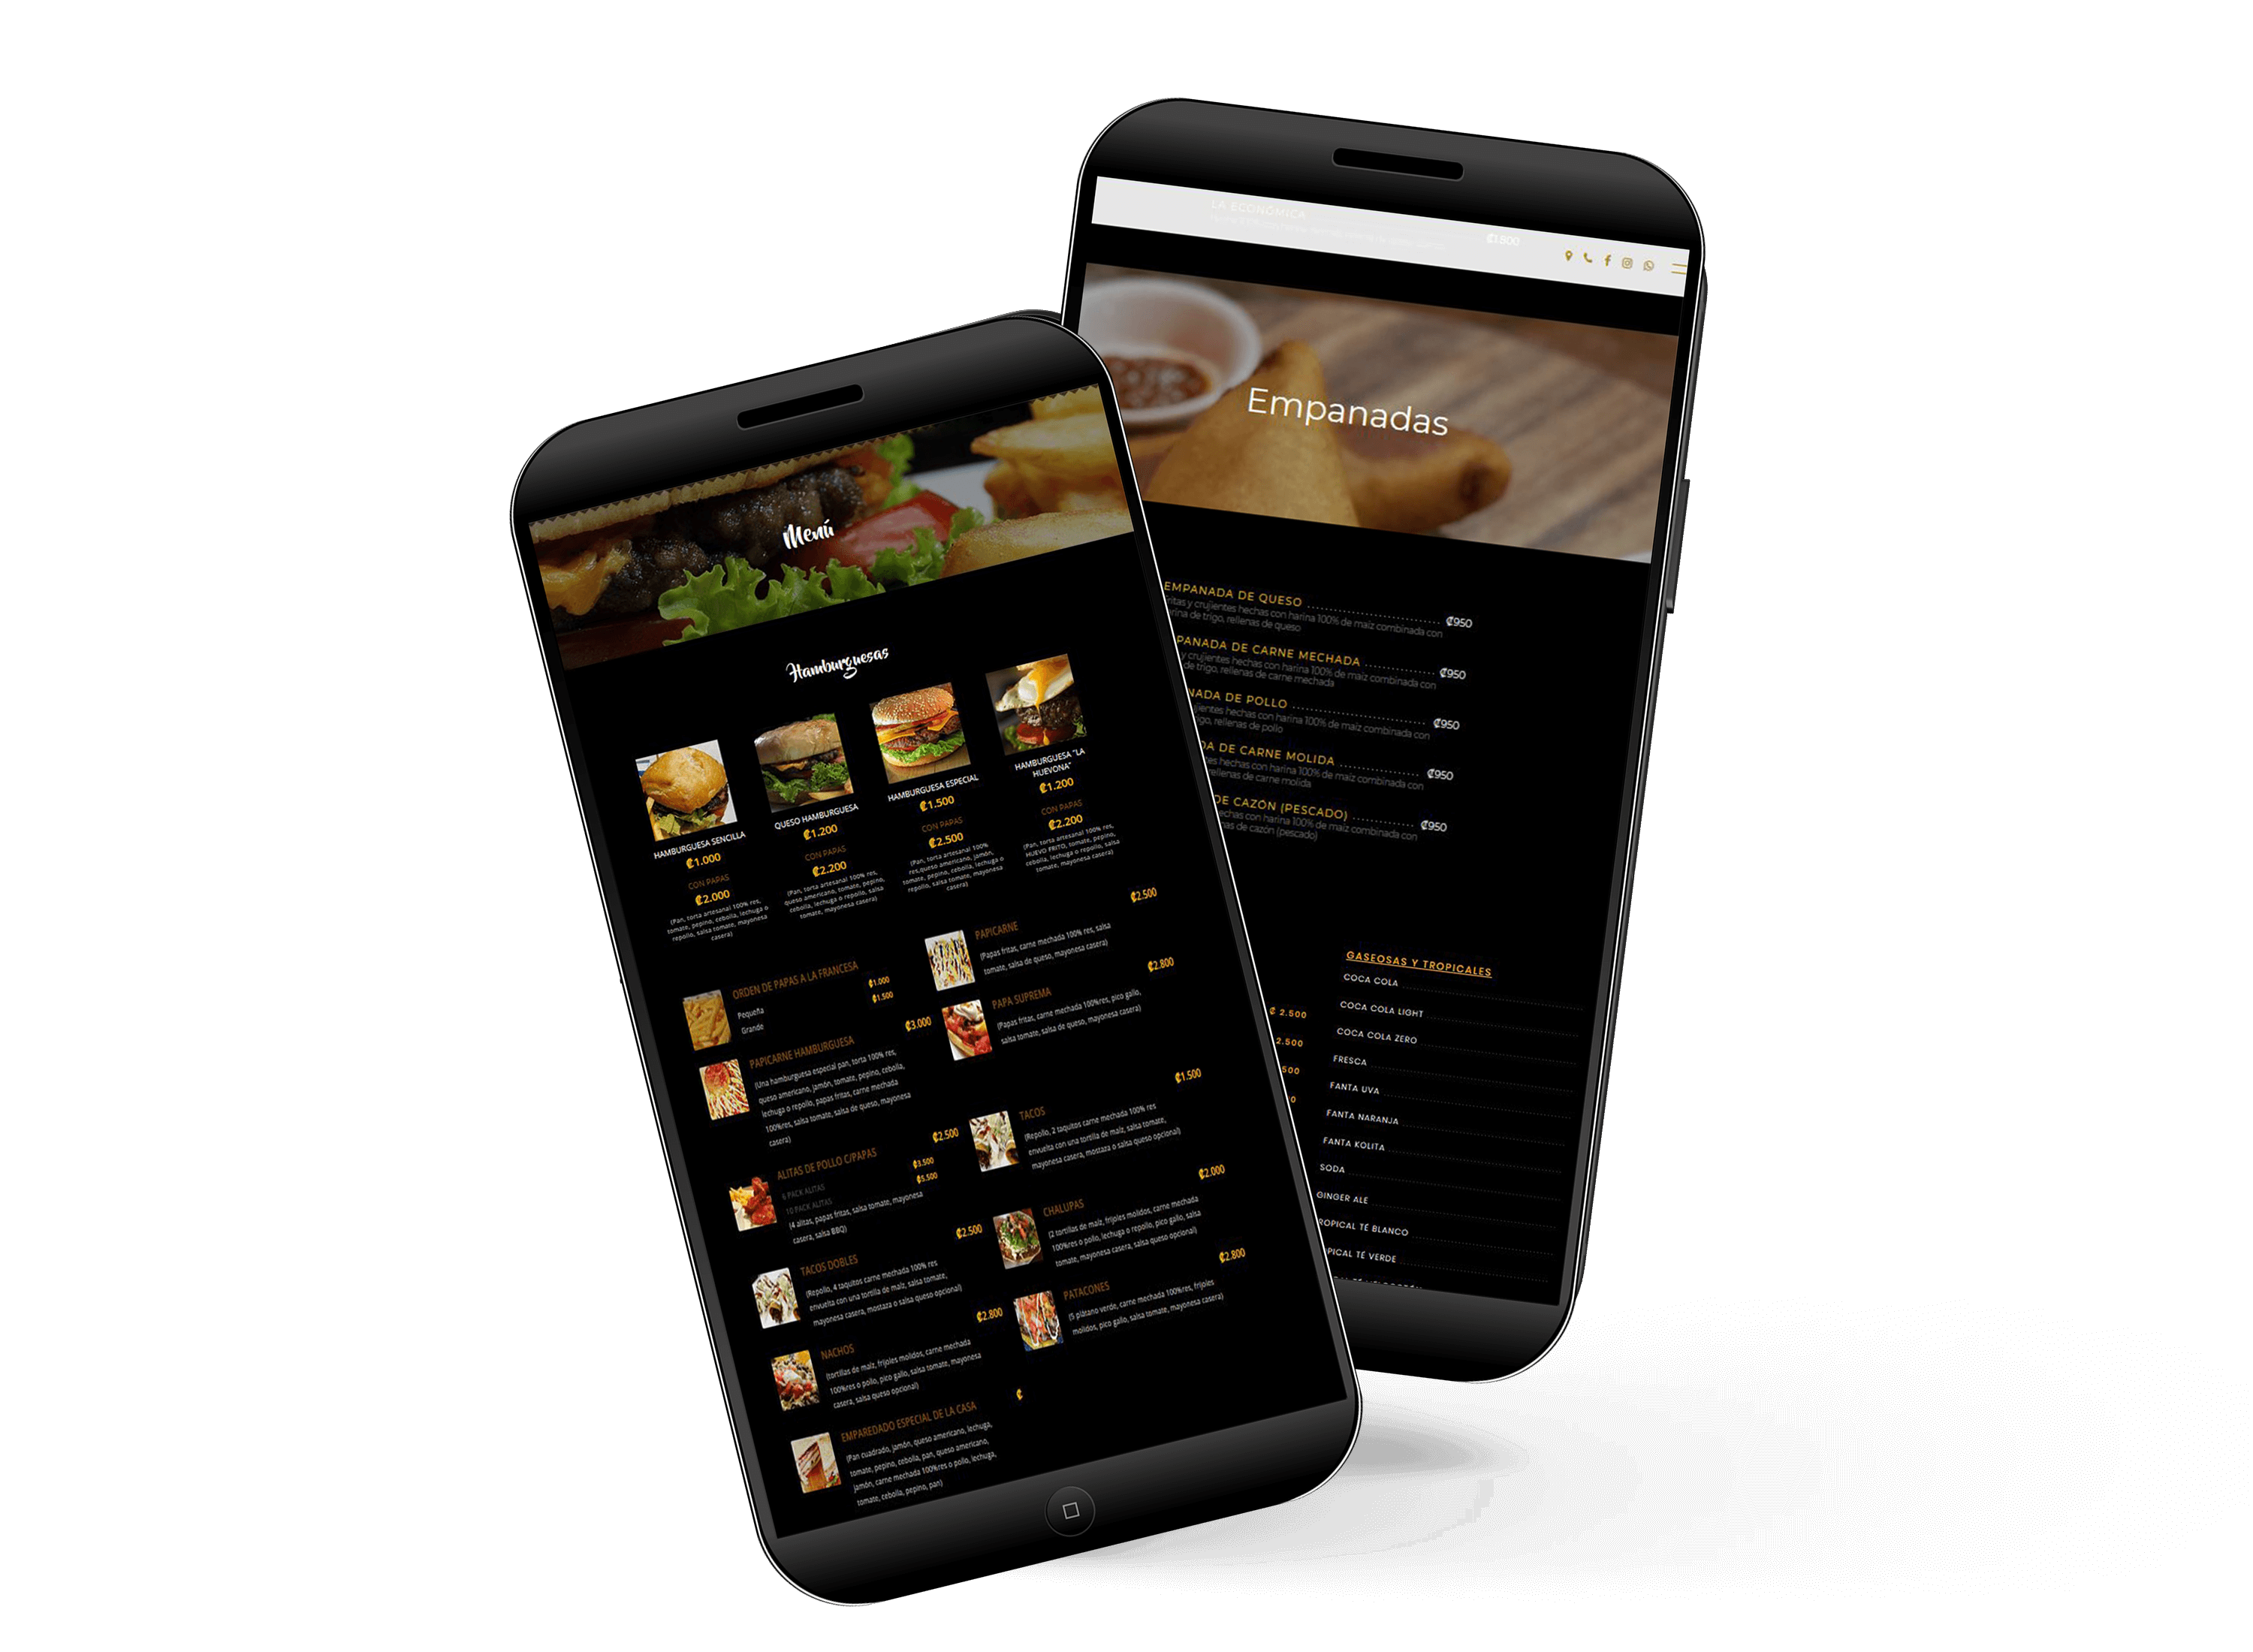 Menú
Hamburguesas
HAMBURGUESA SENCILLA
₡1.000
CON PAPAS
₡2.000
(Pan, torta artesanal 100% res,
tomate, pepino, cebolla, lechuga o
repollo, salsa tomate, mayonesa
casera)
QUESO HAMBURGUESA
₡1.200
CON PAPAS
₡2.200
(Pan, torta artesanal 100% res,
queso americano, tomate, pepino,
cebolla, lechuga o repollo, salsa
tomate, mayonesa casera)
HAMBURGUESA ESPECIAL
₡1.500
CON PAPAS
₡2.500
(Pan, torta artesanal 100%
res,queso americano, jamón,
tomate, pepino, cebolla, lechuga o
repollo, salsa tomate, mayonesa
casera)
HAMBURGUESA "LA
HUEVONA"
₡1.200
CON PAPAS
₡2.200
(Pan, torta artesanal 100% res,
HUEVO FRITO, tomate, pepino,
cebolla, lechuga o repollo, salsa
tomate, mayonesa casera)
ORDEN DE PAPAS A LA FRANCESA
Pequeña ₡1.000
Grande ₡1.500
PAPICARNE HAMBURGUESA ₡3.000
(Una hamburguesa especial pan, torta 100% res,
queso americano, jamón, tomate, pepino, cebolla,
lechuga o repollo, papas fritas, carne mechada
100%res, salsa tomate, salsa de queso, mayonesa
casera)
ALITAS DE POLLO C/PAPAS ₡2.500
6 PACK ALITAS ₡3.500
10 PACK ALITAS ₡5.500
(4 alitas, papas fritas, salsa tomate, mayonesa
casera, salsa BBQ)
TACOS DOBLES ₡2.500
(Repollo, 4 taquitos carne mechada 100% res
envuelta con una tortilla de maíz, salsa tomate,
mayonesa casera, mostaza o salsa queso opcional)
NACHOS ₡2.800
(tortillas de maíz, frijoles molidos, carne mechada
100%res o pollo, pico gallo, salsa tomate, mayonesa
casera, salsa queso opcional)
EMPAREDADO ESPECIAL DE LA CASA ₡
(Pan cuadrado, jamón, queso americano, lechuga,
tomate, pepino, cebolla, pan, queso americano,
jamón, carne mechada 100%res o pollo, lechuga,
tomate, cebolla, pepino, pan)
PAPICARNE ₡2.500
(Papas fritas, carne mechada 100% res, salsa
tomate, salsa de queso, mayonesa casera)
PAPA SUPREMA ₡2.800
(Papas fritas, carne mechada 100%res, pico gallo,
salsa tomate, salsa de queso, mayonesa casera)
TACOS ₡1.500
(Repollo, 2 taquitos carne mechada 100% res
envuelta con una tortilla de maíz, salsa tomate,
mayonesa casera, mostaza o salsa queso opcional)
CHALUPAS ₡2.000
(2 tortillas de maíz, frijoles molidos, carne mechada
100%res o pollo, lechuga o repollo, pico gallo, salsa
tomate, mayonesa casera, salsa queso opcional)
PATACONES ₡2.800
(5 plátano verde, carne mechada 100%res, frijoles
molidos, pico gallo, salsa tomate, mayonesa casera)
LA ECONÓMICA
₡1.800
Empanadas
EMPANADA DE QUESO ₡950
fritas y crujientes hechas con harina 100% de maíz combinada con
rina de trigo, rellenas de queso
PANADA DE CARNE MECHADA ₡950
y crujientes hechas con harina 100% de maíz combinada con
de trigo, rellenas de carne mechada
NADA DE POLLO ₡950
ujientes hechas con harina 100% de maíz combinada con
igo, rellenas de pollo
DA DE CARNE MOLIDA ₡950
es hechas con harina 100% de maíz combinada con
rellenas de carne molida
DE CAZÓN (PESCADO) ₡950
echas con harina 100% de maíz combinada con
nas de cazón (pescado)
₡ 2.500
2.500
500
0
GASEOSAS Y TROPICALES
COCA COLA
COCA COLA LIGHT
COCA COLA ZERO
FRESCA
FANTA UVA
FANTA NARANJA
FANTA KOLITA
SODA
GINGER ALE
ROPICAL TÉ BLANCO
PICAL TÉ VERDE